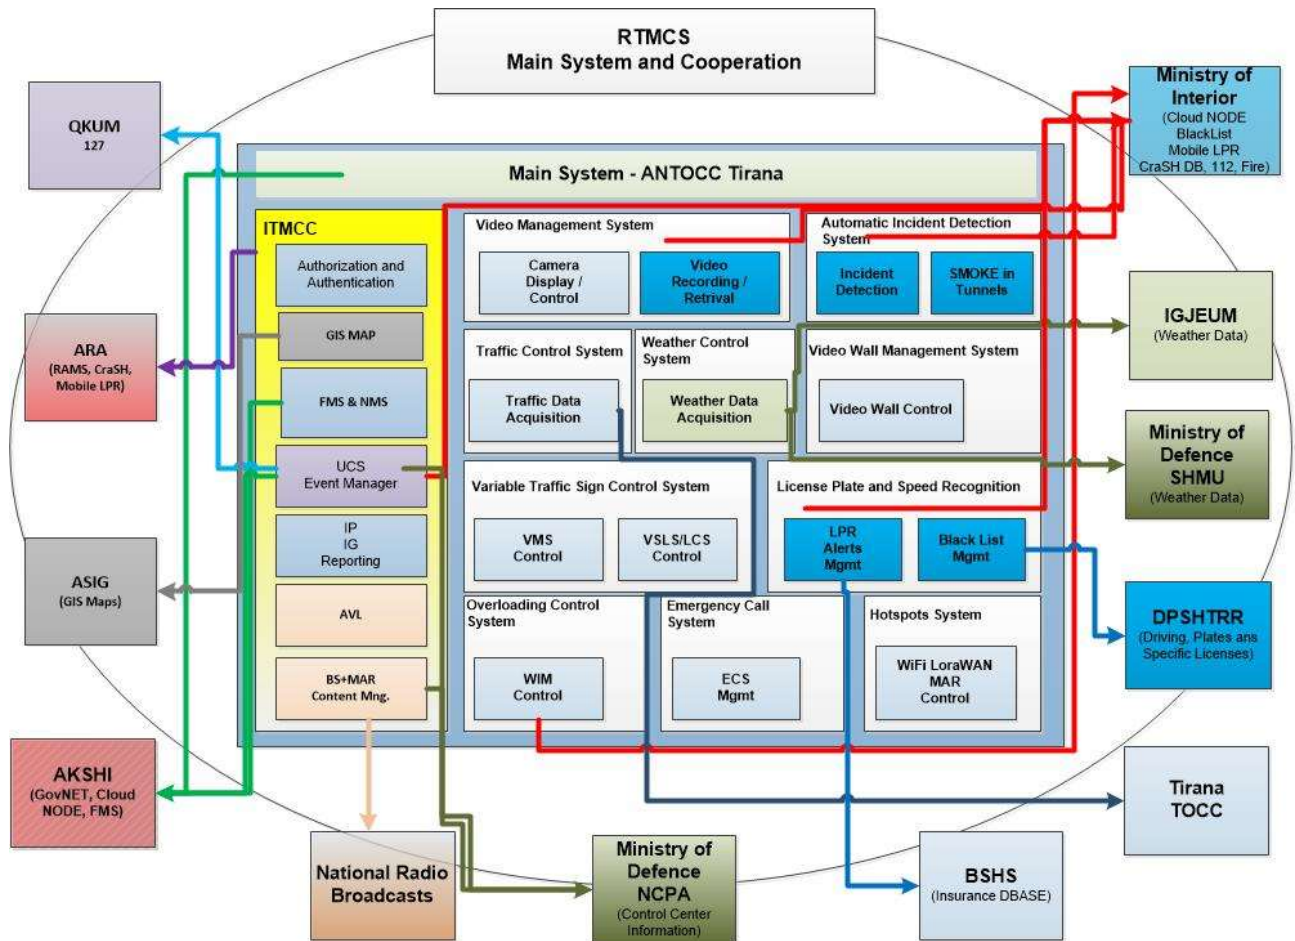 RTMCS
Main System and Cooperation
QKUM
127
Ministry of
Interior
(Cloud NODE
BlackList
Mobile LPR
CraSH DB, 112, Fire)
Main System - ANTOCC Tirana
ITMCC
Authorization and
Authentication
GIS MAP
FMS & NMS
UCS
Event Manager
IP
IG
Reporting
AVL
BS+MAR
Content Mng.
Video Management System
Camera
Display /
Control
Video
Recording /
Retrival
Automatic Incident Detection
System
Incident
Detection
SMOKE in
Tunnels
Traffic Control System
Traffic Data
Acquisition
Weather Control
System
Weather Data
Acquisition
Video Wall Management System
Video Wall Control
Variable Traffic Sign Control System
VMS
Control
VSLS/LCS
Control
License Plate and Speed Recognition
LPR
Alerts
Mgmt
Black List
Mgmt
Overloading Control
System
WIM
Control
Emergency Call
System
ECS
Mgmt
Hotspots System
WiFi LoraWAN
MAR
Control
ARA
(RAMS, CraSH,
Mobile LPR)
ASIG
(GIS Maps)
AKSHI
(GovNET, Cloud
NODE, FMS)
IGJEUM
(Weather Data)
Ministry of
Defence
SHMU
(Weather Data)
DPSHTRR
(Driving, Plates ans
Specific Licenses)
Tirana
TOCC
National Radio
Broadcasts
Ministry of
Defence
NCPA
(Control Center
Information)
BSHS
(Insurance DBASE)